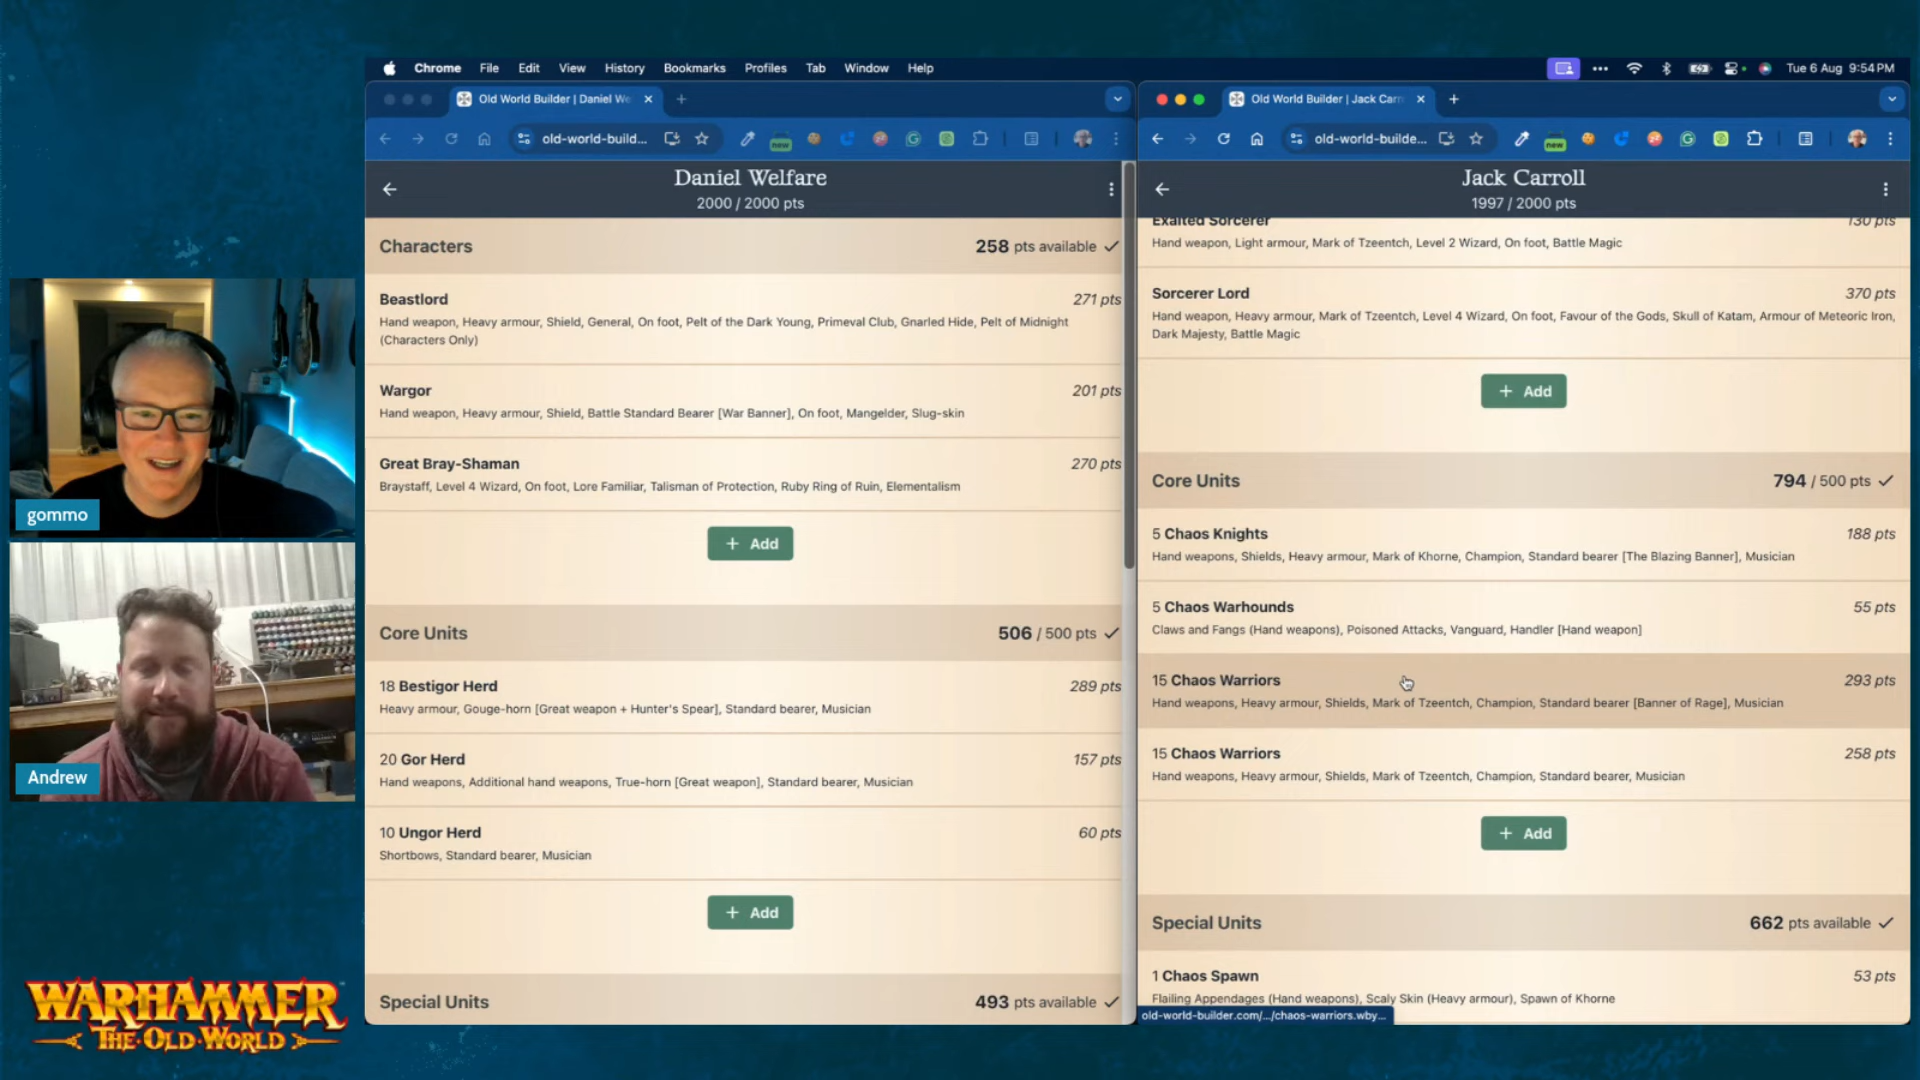 Chrome File Edit View History Bookmarks Profiles Tab Window Help
Tue 6 Aug 9:54 PM
Old World Builder | Daniel We
old-world-build...
new
Daniel Welfare
2000 / 2000 pts
Characters
258 pts available
Beastlord
271 pts
Hand weapon, Heavy armour, Shield, General, On foot, Pelt of the Dark Young, Primeval Club, Gnarled Hide, Pelt of Midnight
(Characters Only)
Wargor
201 pts
Hand weapon, Heavy armour, Shield, Battle Standard Bearer [War Banner], On foot, Mangelder, Slug-skin
Great Bray-Shaman
270 pts
Braystaff, Level 4 Wizard, On foot, Lore Familiar, Talisman of Protection, Ruby Ring of Ruin, Elementalism
+ Add
Core Units
506 / 500 pts
18 Bestigor Herd
289 pts
Heavy armour, Gouge-horn [Great weapon + Hunter's Spear], Standard bearer, Musician
20 Gor Herd
157 pts
Hand weapons, Additional hand weapons, True-horn [Great weapon], Standard bearer, Musician
10 Ungor Herd
60 pts
Shortbows, Standard bearer, Musician
+ Add
Special Units
493 pts available
Old World Builder | Jack Carr
old-world-builde...
new
Jack Carroll
1997 / 2000 pts
Exalted Sorcerer
130 pts
Hand weapon, Light armour, Mark of Tzeentch, Level 2 Wizard, On foot, Battle Magic
Sorcerer Lord
370 pts
Hand weapon, Heavy armour, Mark of Tzeentch, Level 4 Wizard, On foot, Favour of the Gods, Skull of Katam, Armour of Meteoric Iron,
Dark Majesty, Battle Magic
+ Add
Core Units
794 / 500 pts
5 Chaos Knights
188 pts
Hand weapons, Shields, Heavy armour, Mark of Khorne, Champion, Standard bearer [The Blazing Banner], Musician
5 Chaos Warhounds
55 pts
Claws and Fangs (Hand weapons), Poisoned Attacks, Vanguard, Handler [Hand weapon]
15 Chaos Warriors
293 pts
Hand weapons, Heavy armour, Shields, Mark of Tzeentch, Champion, Standard bearer [Banner of Rage], Musician
15 Chaos Warriors
258 pts
Hand weapons, Heavy armour, Shields, Mark of Tzeentch, Champion, Standard bearer, Musician
+ Add
Special Units
662 pts available
1 Chaos Spawn
53 pts
Flailing Appendages (Hand weapons), Scaly Skin (Heavy armour), Spawn of Khorne
old-world-builder.com/.../chaos-warriors.wby...
gommo
Andrew
WARHAMMER
THE·OLD·WORLD